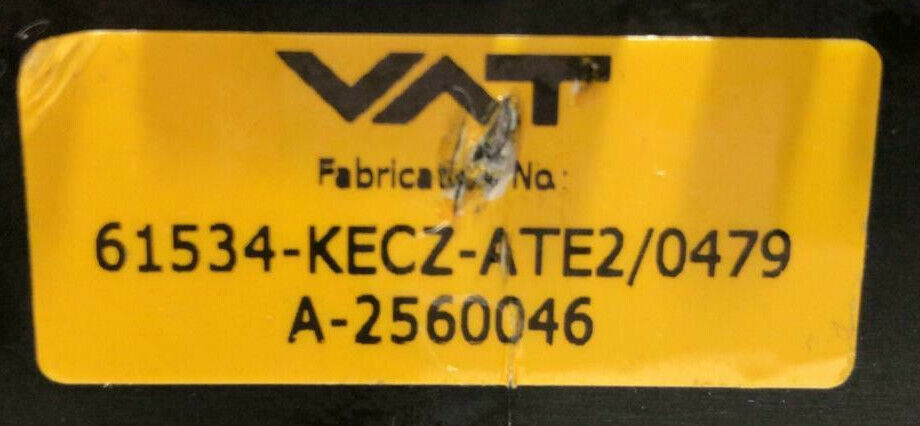 VAT
No:
61534-KECZ-ATE2/0479
A-2560046